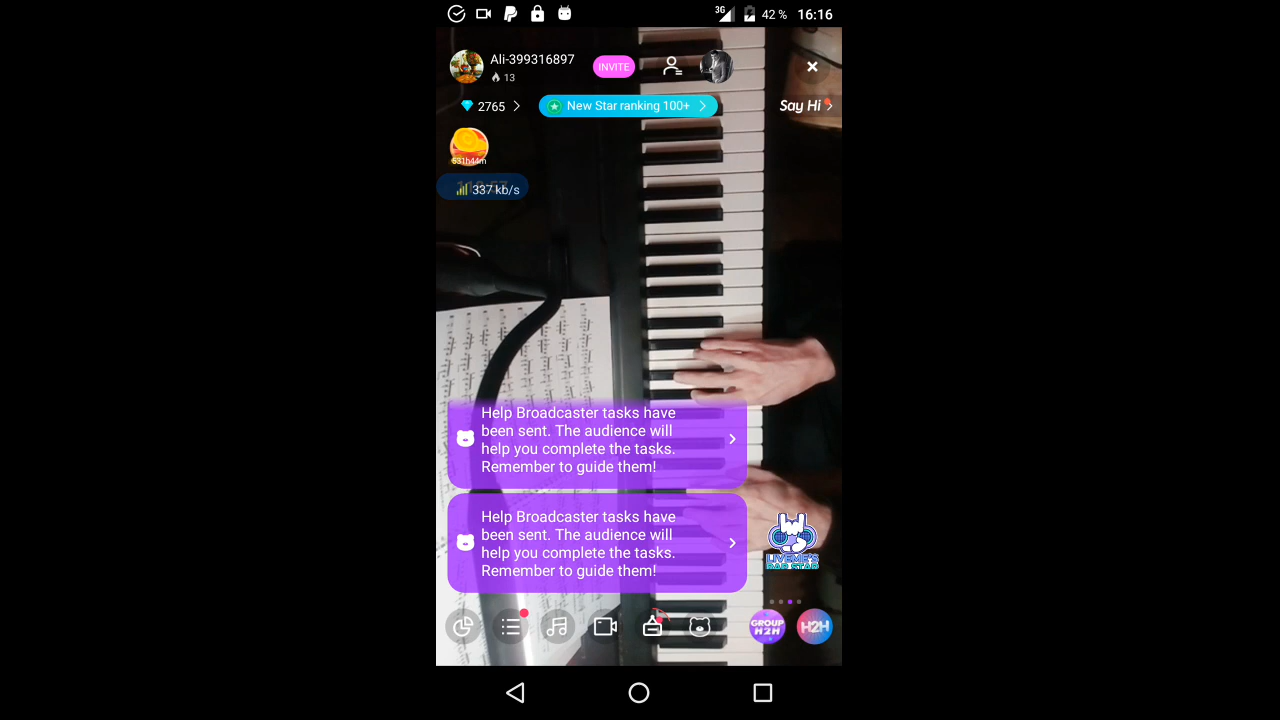 3G
42 %
16:16
Ali-399316897
13
INVITE
2765
New Star ranking 100+
Say Hi
531h44m
337 kb/s
Help Broadcaster tasks have
been sent. The audience will
help you complete the tasks.
Remember to guide them!
Help Broadcaster tasks have
been sent. The audience will
help you complete the tasks.
Remember to guide them!
LIVEME'S
RAP STAR
GROUP
H2H
H2H